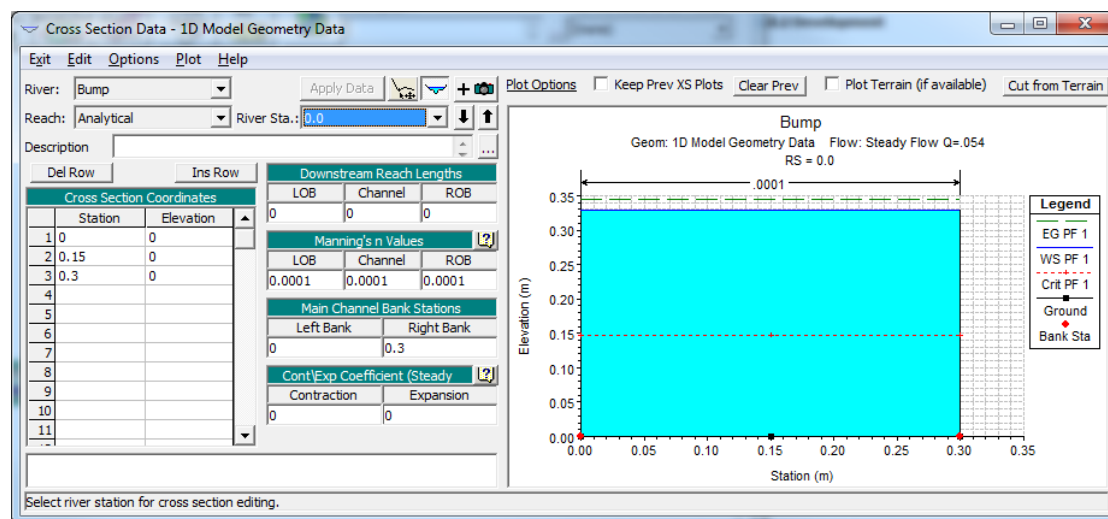 Cross Section Data - 1D Model Geometry Data
Exit Edit Options Plot Help
River: Bump Apply Data Plot Options Keep Prev XS Plots Clear Prev Plot Terrain (if available) Cut from Terrain
Reach: Analytical River Sta.: 0.0
Description ...
Del Row Ins Row
Cross Section Coordinates
Station Elevation
1 0 0
2 0.15 0
3 0.3 0
4
5
6
7
8
9
10
11
Downstream Reach Lengths
LOB Channel ROB
0 0 0
Manning's n Values
LOB Channel ROB
0.0001 0.0001 0.0001
Main Channel Bank Stations
Left Bank Right Bank
0 0.3
Cont\Exp Coefficient (Steady
Contraction Expansion
0 0
Bump
Geom: 1D Model Geometry Data Flow: Steady Flow Q=.054
RS = 0.0
.0001
0.35
0.30
0.25
0.20
0.15
0.10
0.05
0.00
Elevation (m)
0.00 0.05 0.10 0.15 0.20 0.25 0.30 0.35
Station (m)
Legend
EG PF 1
WS PF 1
Crit PF 1
Ground
Bank Sta
Select river station for cross section editing.